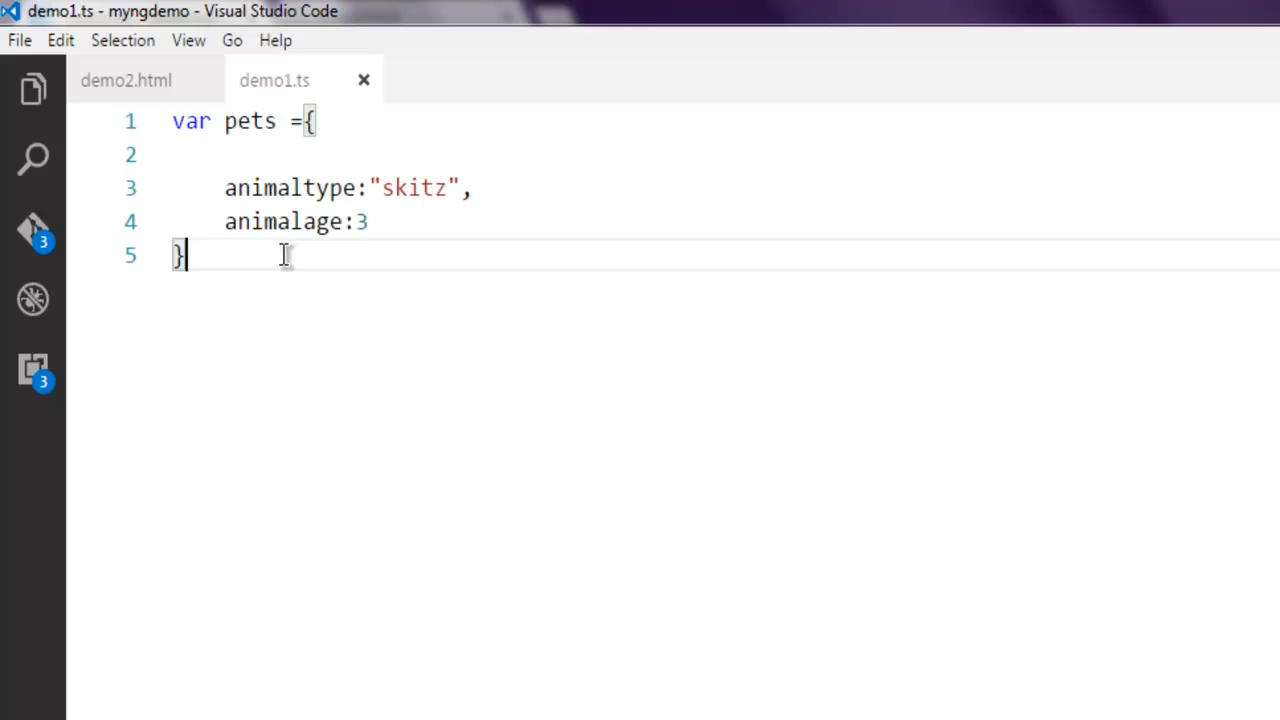 demo1.ts - myngdemo - Visual Studio Code
File Edit Selection View Go Help
demo2.html demo1.ts
1 var pets ={
2
3 animaltype:"skitz",
4 animalage:3
5 }
3
3